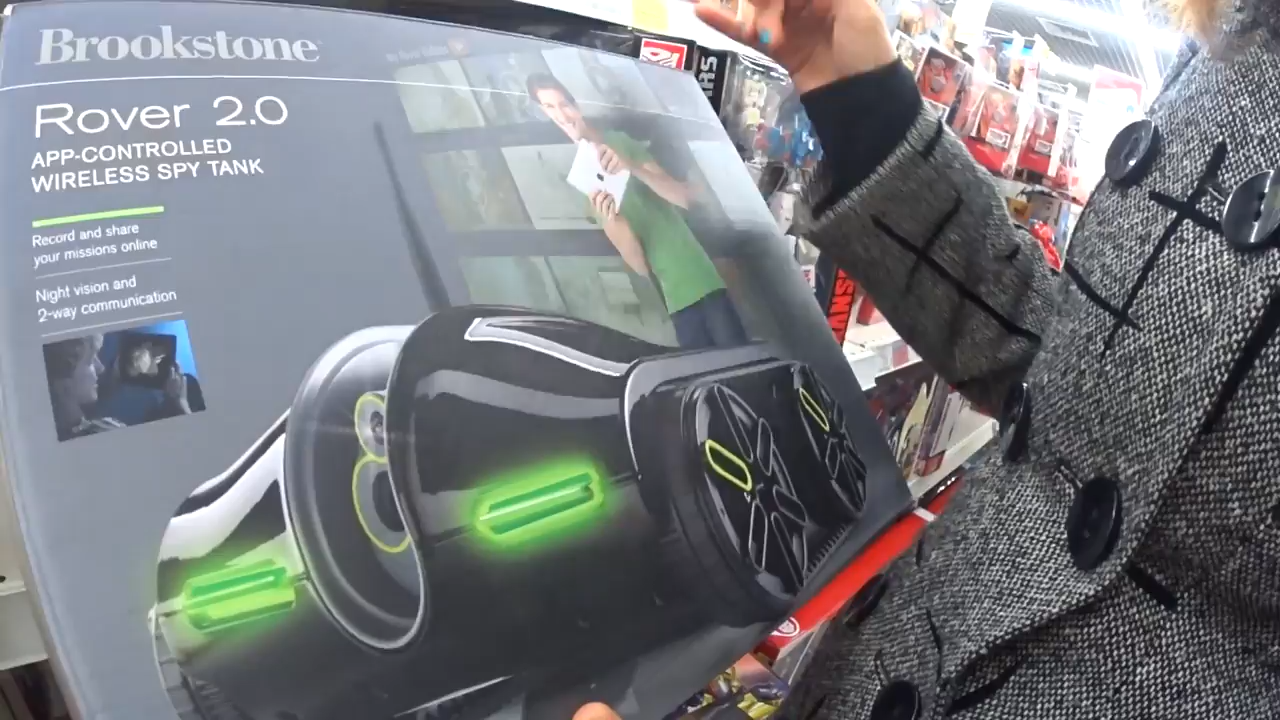 Brookstone
Rover 2.0
APP-CONTROLLED
WIRELESS SPY TANK
Record and share
your missions online
Night vision and
2-way communication